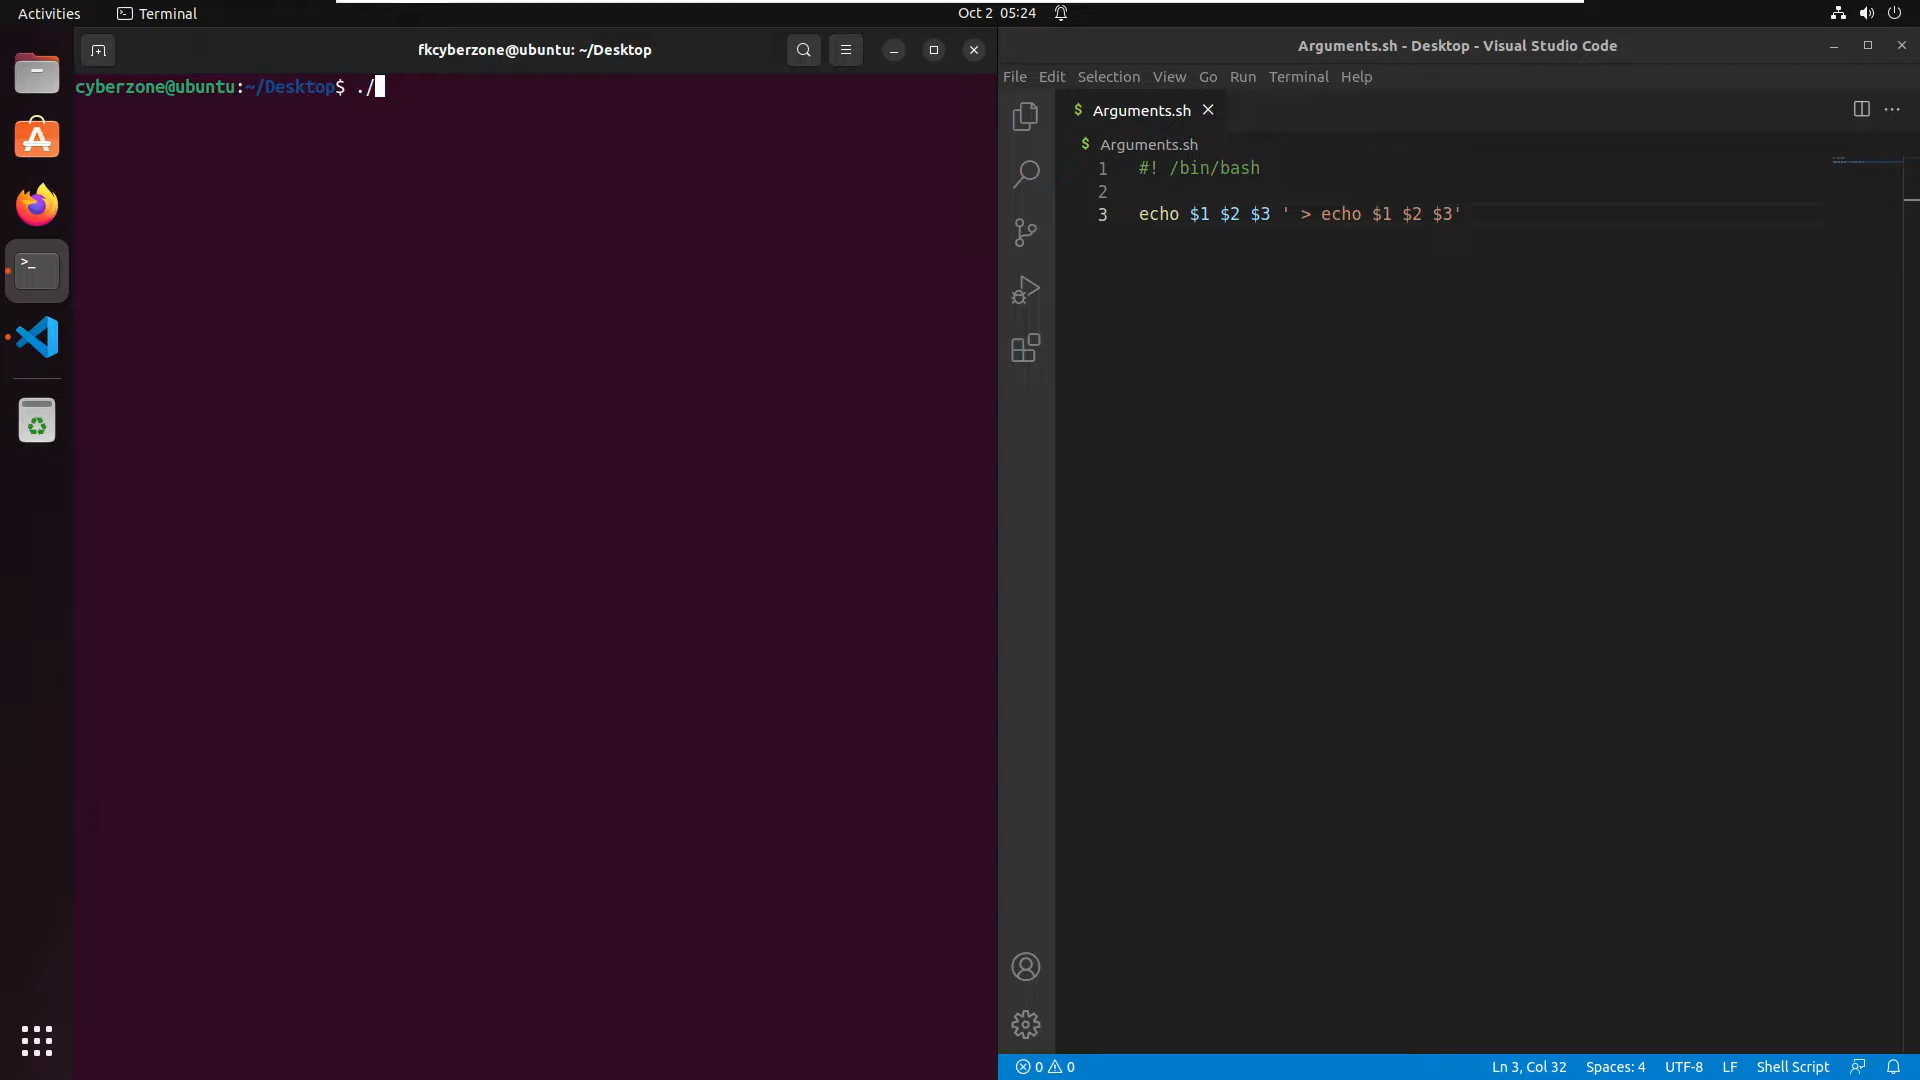 Activities
Terminal
Oct 2 05:24
fkcyberzone@ubuntu: ~/Desktop
cyberzone@ubuntu:~/Desktop$ ./
Arguments.sh - Desktop - Visual Studio Code
File Edit Selection View Go Run Terminal Help
$ Arguments.sh
$ Arguments.sh
1 #! /bin/bash
2
3 echo $1 $2 $3 ' > echo $1 $2 $3'
0 0
Ln 3, Col 32 Spaces: 4 UTF-8 LF Shell Script